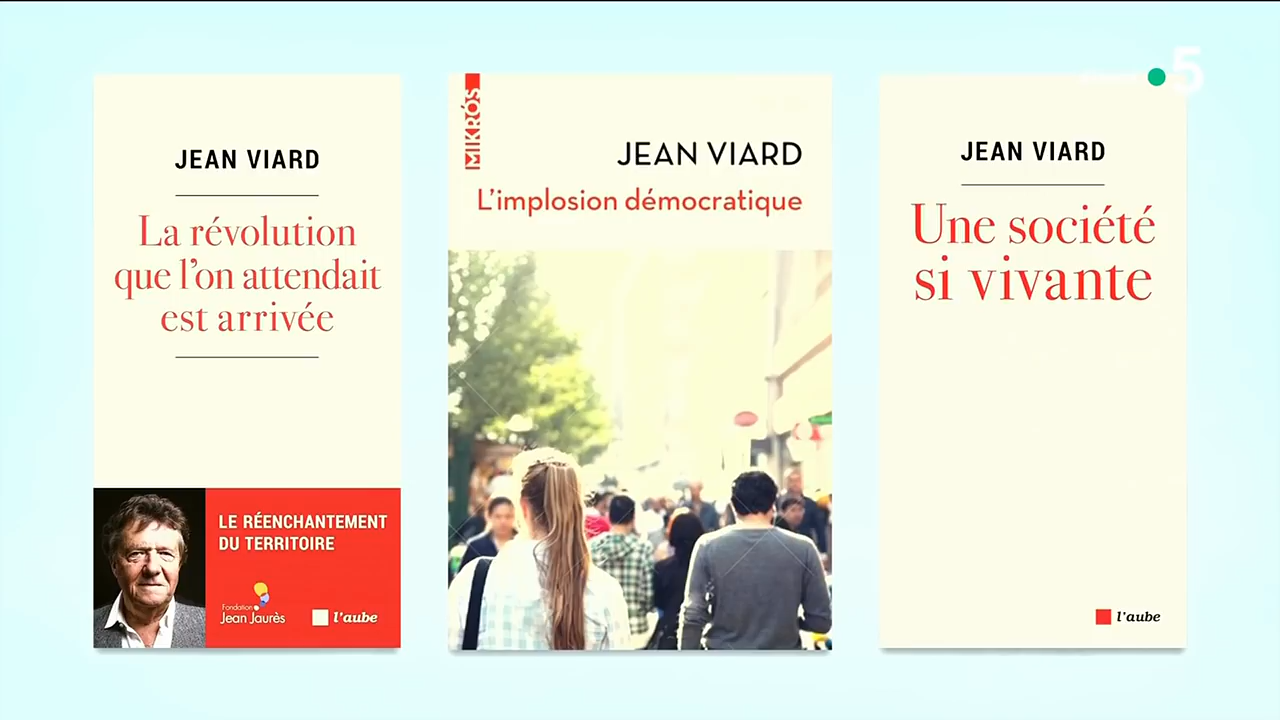 JEAN VIARD
La révolution
que l'on attendait
est arrivée
LE RÉENCHANTEMENT
DU TERRITOIRE
Fondation
Jean Jaurès
l'aube
MIKRÓS
JEAN VIARD
L'implosion démocratique
5
JEAN VIARD
Une société
si vivante
l'aube